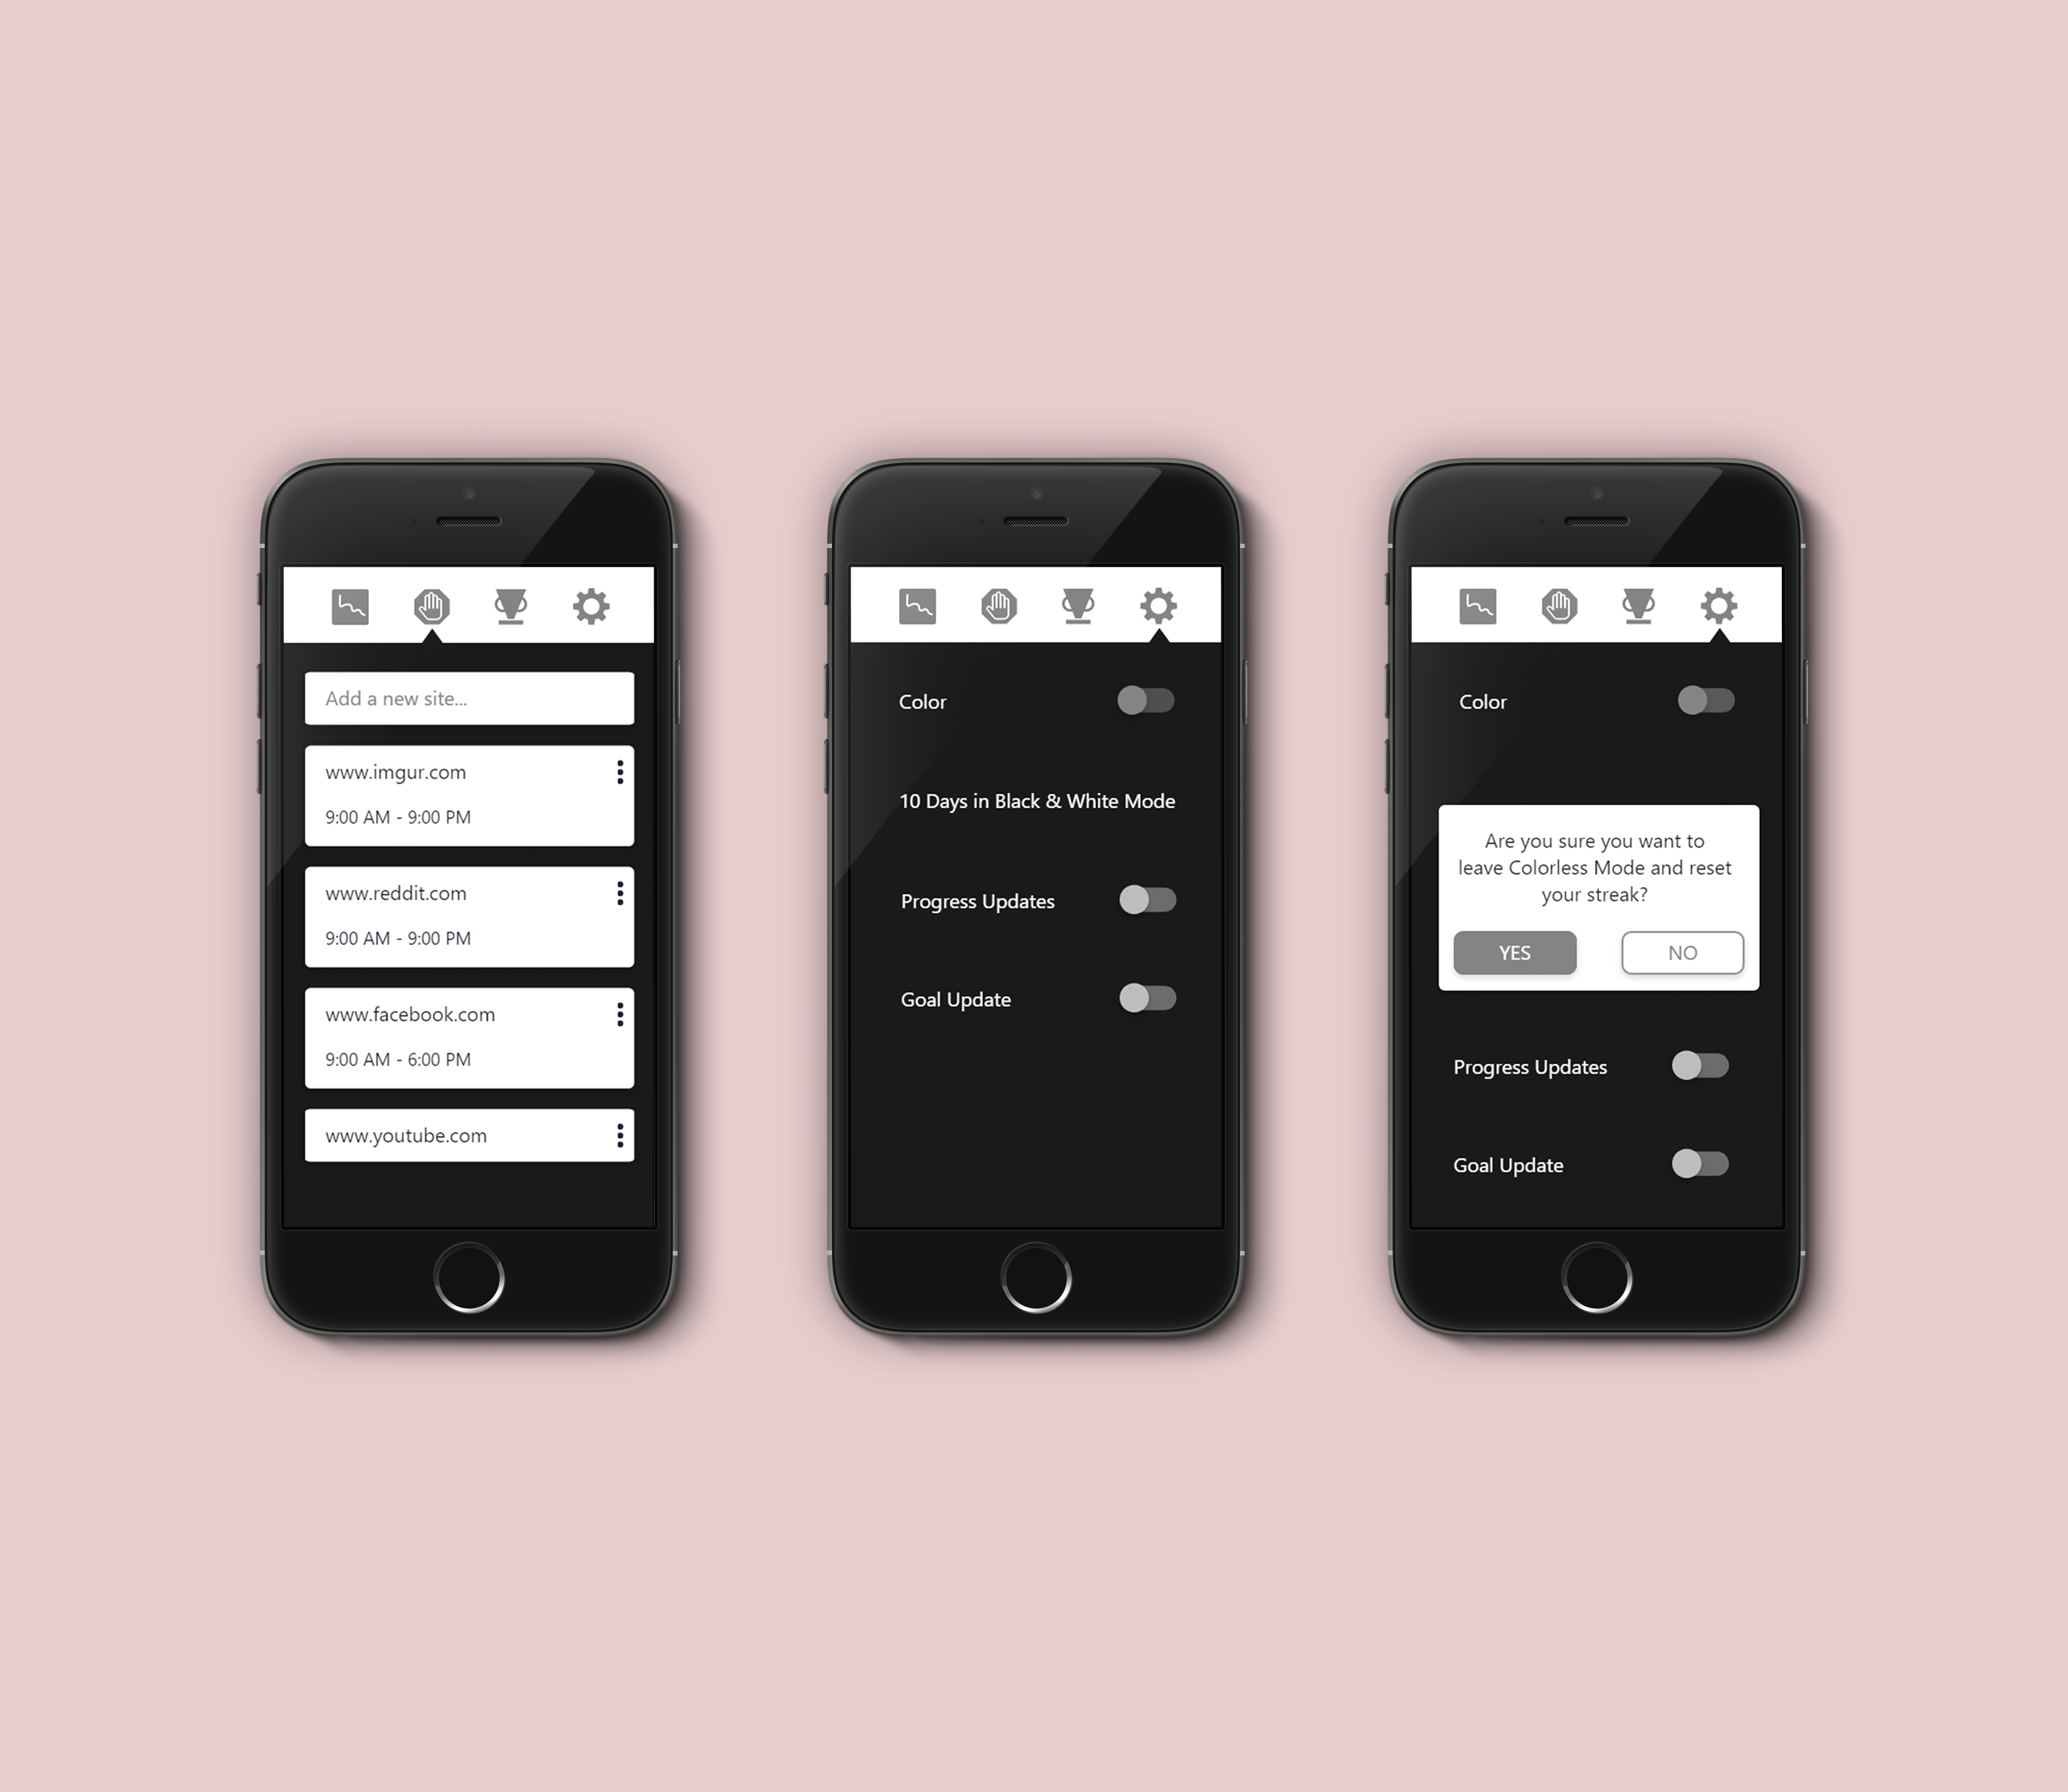 Add a new site...
www.imgur.com
9:00 AM - 9:00 PM
www.reddit.com
9:00 AM - 9:00 PM
www.facebook.com
9:00 AM - 6:00 PM
www.youtube.com
Color
10 Days in Black & White Mode
Progress Updates
Goal Update
Color
Are you sure you want to
leave Colorless Mode and reset
your streak?
YES
NO
Progress Updates
Goal Update